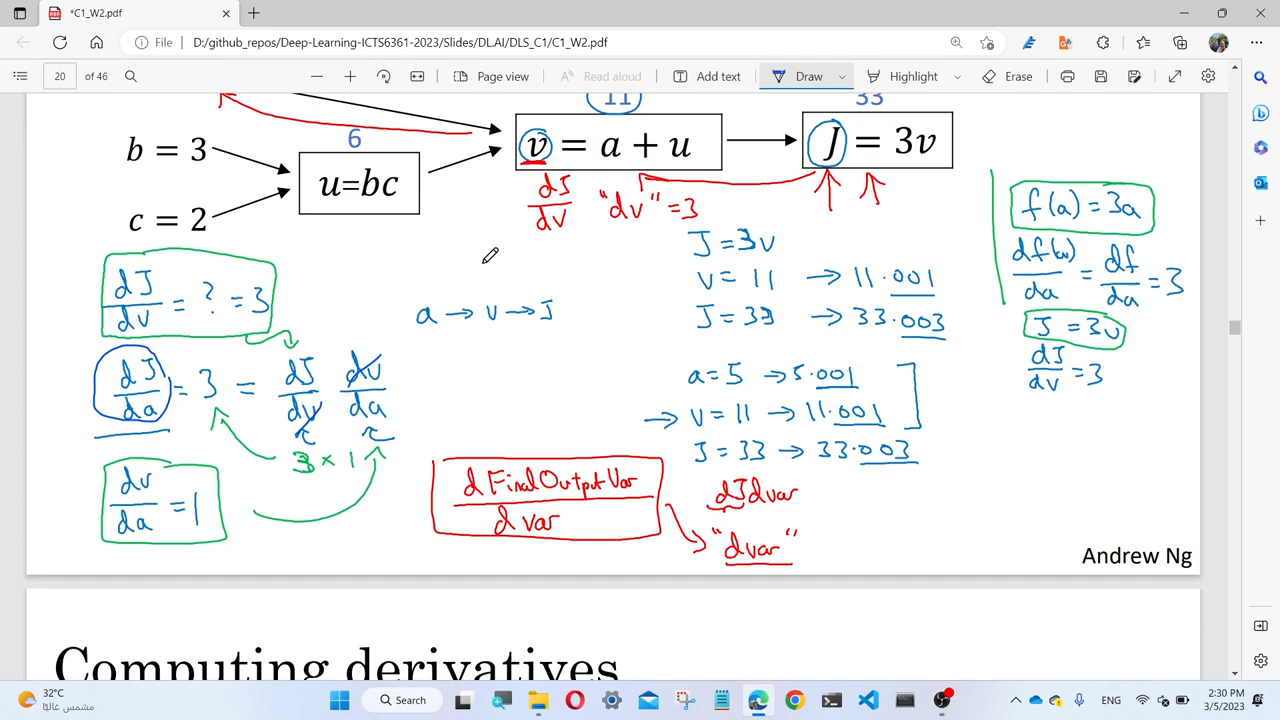 *C1_W2.pdf
File
D:/github_repos/Deep-Learning-ICTS6361-2023/Slides/DL.AI/DLS_C1/C1_W2.pdf
20 of 46
Page view
Read aloud
Add text
Draw
Highlight
Erase
11
33
6
b = 3
u=bc
c = 2
v = a + u
J = 3v
dJ/dv "dv" = 3
f(a) = 3a
df(a)/da = df/da = 3
J = 3v
dJ/dv = 3
J = 3v
v = 11 → 11.001
J = 33 → 33.003
dJ/dv = ? = 3
a → v → J
dJ/da = 3 = dJ/dv dv/da
3 × 1
a = 5 → 5.001
→ v = 11 → 11.001
J = 33 → 33.003
dv/da = 1
d FinalOutputVar
d var
dJdvar
"dvar"
Andrew Ng
Computing derivatives
32°C
مشمس غالبًا
Search
ENG
2:30 PM
3/5/2023